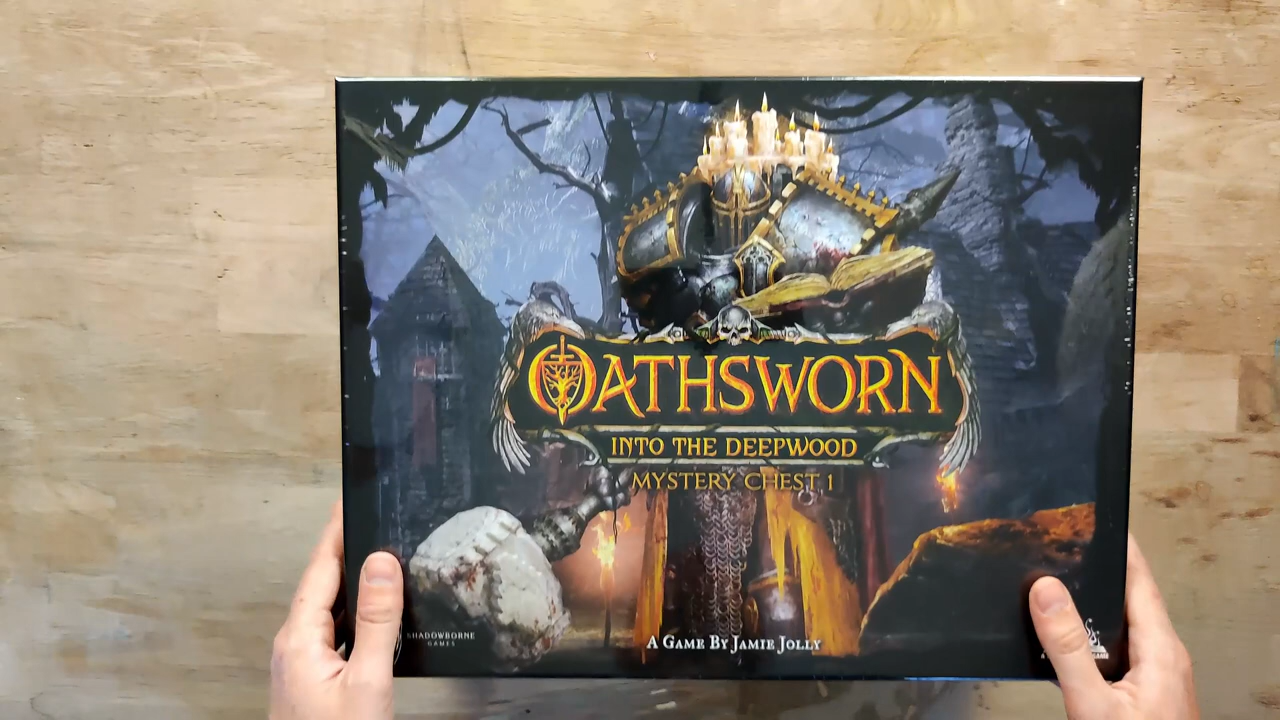 OATHSWORN
INTO THE DEEPWOOD
MYSTERY CHEST 1
SHADOWBORNE
GAMES
A GAME BY JAMIE JOLLY